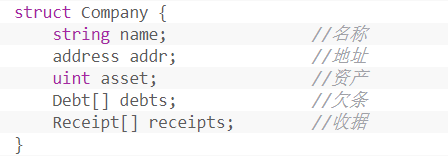 struct Company {
    string name;              //名称
    address addr;             //地址
    uint asset;               //资产
    Debt[] debts;             //欠条
    Receipt[] receipts;       //收据
}